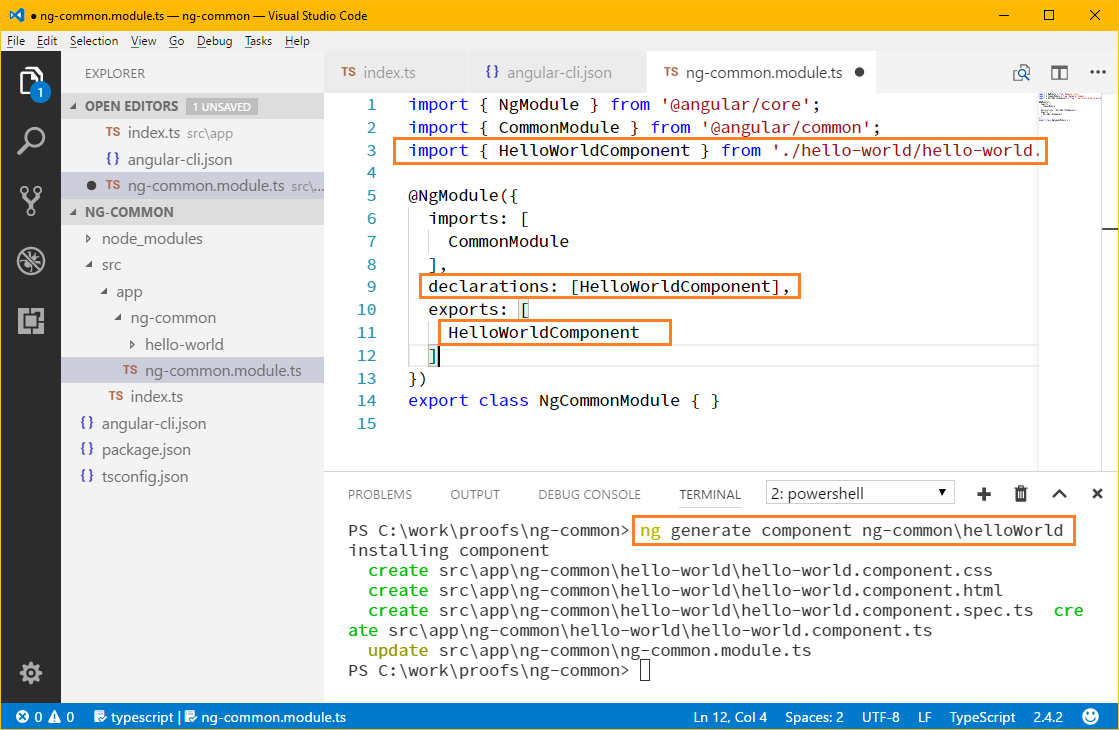 ● ng-common.module.ts — ng-common — Visual Studio Code
File Edit Selection View Go Debug Tasks Help
1
EXPLORER
OPEN EDITORS 1 UNSAVED
TS index.ts src\app
{} angular-cli.json
● TS ng-common.module.ts src\...
NG-COMMON
node_modules
src
app
ng-common
hello-world
TS ng-common.module.ts
TS index.ts
{} angular-cli.json
{} package.json
{} tsconfig.json
TS index.ts {} angular-cli.json TS ng-common.module.ts ●
1 import { NgModule } from '@angular/core';
2 import { CommonModule } from '@angular/common';
3 import { HelloWorldComponent } from './hello-world/hello-world.
4
5 @NgModule({
6 imports: [
7 CommonModule
8 ],
9 declarations: [HelloWorldComponent],
10 exports: [
11 HelloWorldComponent
12 ]
13 })
14 export class NgCommonModule { }
15
PROBLEMS OUTPUT DEBUG CONSOLE TERMINAL 2: powershell
PS C:\work\proofs\ng-common> ng generate component ng-common\helloWorld
installing component
create src\app\ng-common\hello-world\hello-world.component.css
create src\app\ng-common\hello-world\hello-world.component.html
create src\app\ng-common\hello-world\hello-world.component.spec.ts cre
ate src\app\ng-common\hello-world\hello-world.component.ts
update src\app\ng-common\ng-common.module.ts
PS C:\work\proofs\ng-common>
0 0 typescript | ng-common.module.ts Ln 12, Col 4 Spaces: 2 UTF-8 LF TypeScript 2.4.2